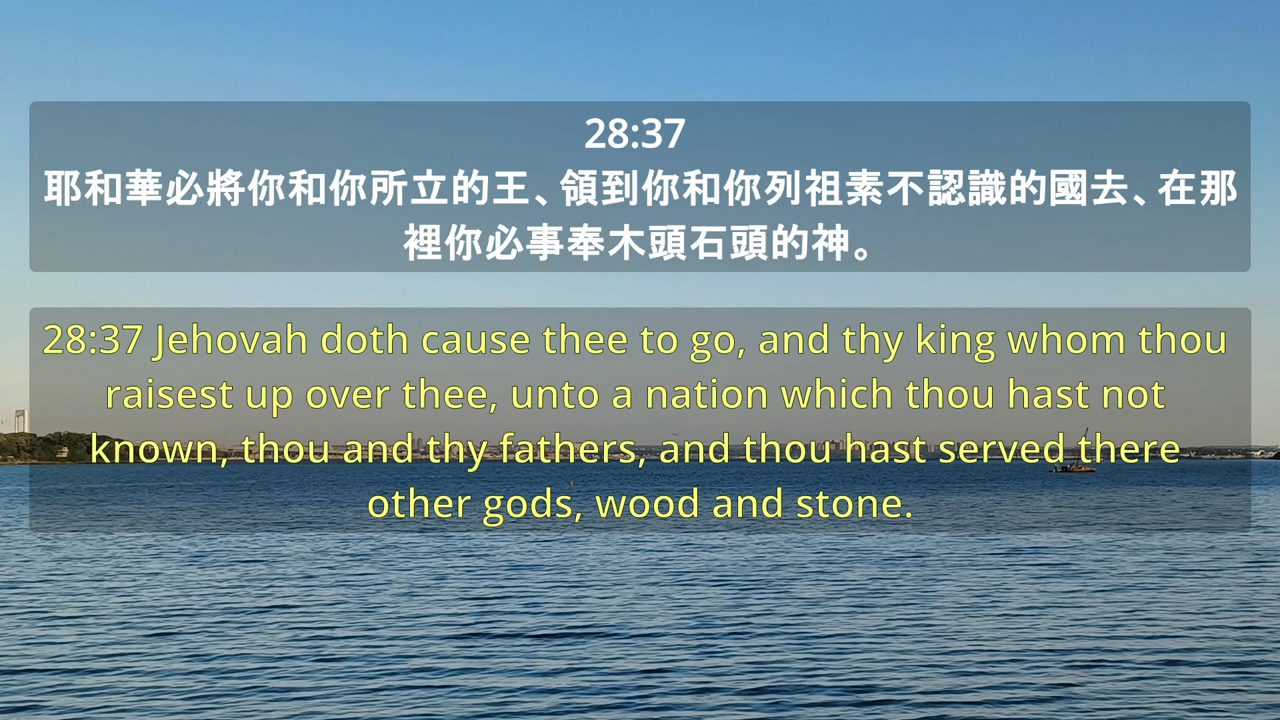 28:37
耶和華必將你和你所立的王、領到你和你列祖素不認識的國去、在那
裡你必事奉木頭石頭的神。
28:37 Jehovah doth cause thee to go, and thy king whom thou
raisest up over thee, unto a nation which thou hast not
known, thou and thy fathers, and thou hast served there
other gods, wood and stone.